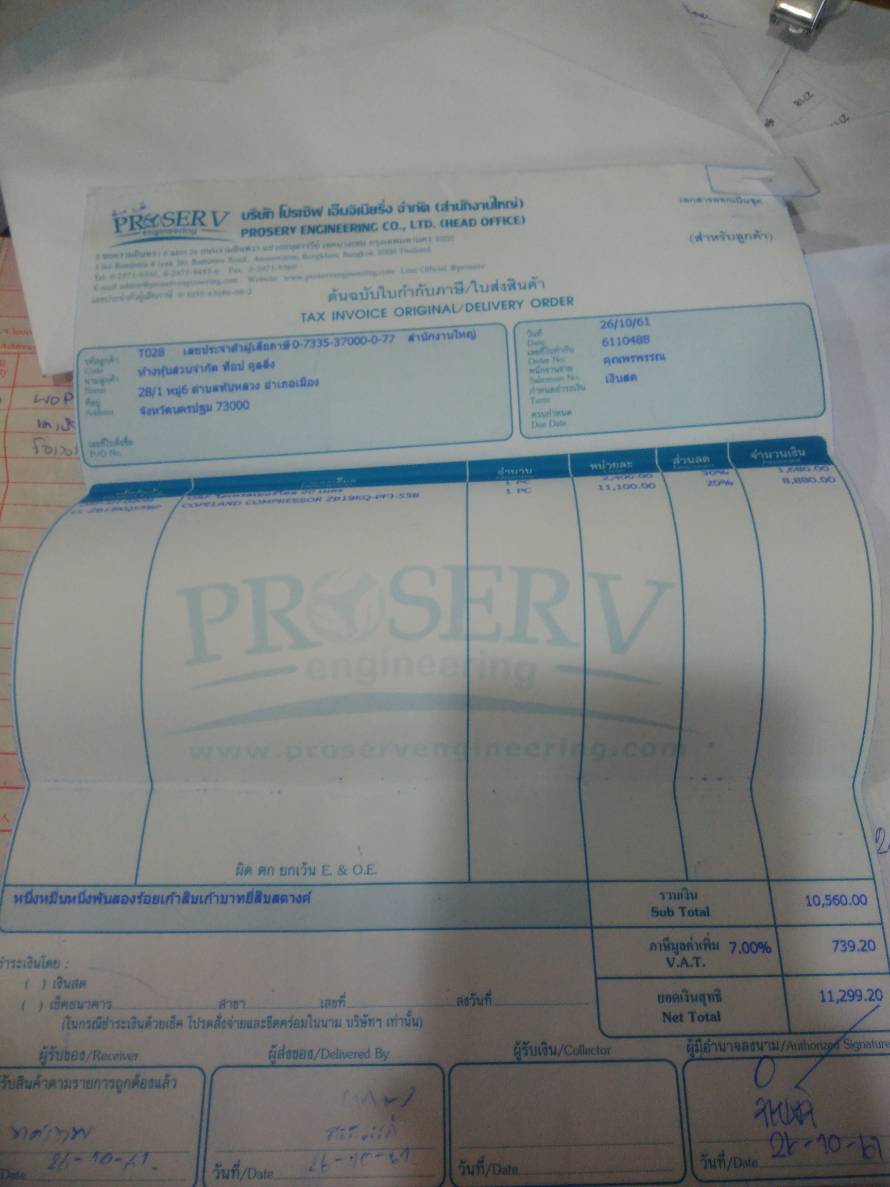 PROSERV
engineering
บริษัท โปรเซิฟ เอ็นจิเนียริ่ง จำกัด (สำนักงานใหญ่)
PROSERV ENGINEERING CO., LTD. (HEAD OFFICE)
เอกสารออกเป็นชุด
(สำหรับลูกค้า)
ต้นฉบับใบกำกับภาษี/ใบส่งสินค้า
TAX INVOICE ORIGINAL/DELIVERY ORDER
รหัสลูกค้า T028 เลขประจำตัวผู้เสียภาษี 0-7335-37000-0-77 สำนักงานใหญ่
Code
นามลูกค้า ห้างหุ้นส่วนจำกัด ท็อป คูลลิ่ง
Name
ที่อยู่ 28/1 หมู่6 ตำบลทัพหลวง อำเภอเมือง
Address จังหวัดนครปฐม 73000
เลขที่ใบสั่งซื้อ
P/O No.
วันที่ 26/10/61
Date
เลขที่ใบกำกับ 6110488
Order No.
พนักงานขาย คุณพรพรรณ
Salesman No.
กำหนดชำระเงิน เงินสด
Term
ครบกำหนด
Due Date
จำนวน หน่วยละ ส่วนลด จำนวนเงิน
1 PC 2,400.00 30% 1,680.00
COPELAND COMPRESSOR ZB19KQ-PFJ-558 1 PC 11,100.00 20% 8,880.00
PROSERV
engineering
www.proservengineering.com
ผิด ตก ยกเว้น E. & O.E.
หนึ่งหมื่นหนึ่งพันสองร้อยเก้าสิบเก้าบาทยี่สิบสตางค์
รวมเงิน 10,560.00
Sub Total
ภาษีมูลค่าเพิ่ม 7.00% 739.20
V.A.T.
ยอดเงินสุทธิ 11,299.20
Net Total
ชำระเงินโดย :
( ) เงินสด
( ) เช็คธนาคาร สาขา เลขที่ ลงวันที่
(ในกรณีชำระเงินด้วยเช็ค โปรดสั่งจ่ายและขีดคร่อมในนาม บริษัทฯ เท่านั้น)
ผู้รับของ/Receiver ผู้ส่งของ/Delivered By ผู้รับเงิน/Collector ผู้มีอำนาจลงนาม/Authorized Signature
รับสินค้าตามรายการถูกต้องแล้ว
Date 26-10-61 วันที่/Date 26-10-61 วันที่/Date วันที่/Date 26-10-61